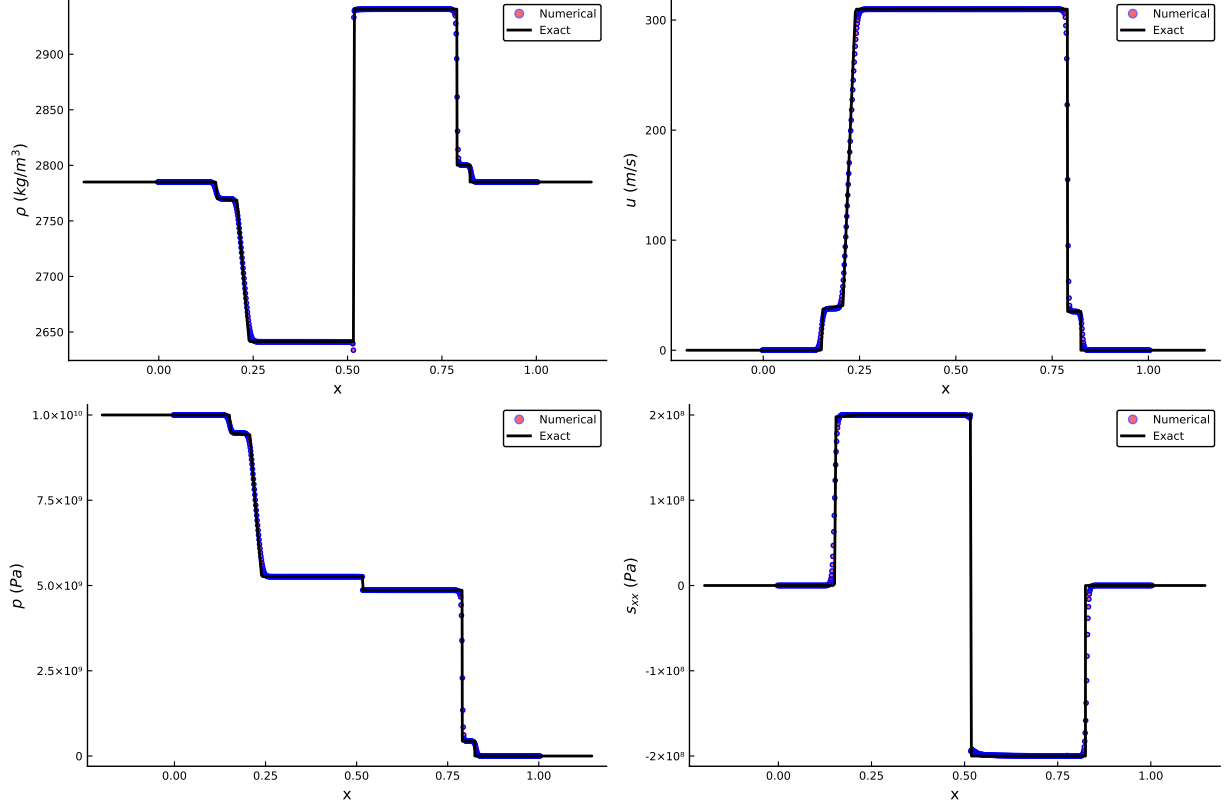 Numerical
Exact
2900
2850
2800
2750
2700
2650
0.00 0.25 0.50 0.75 1.00
x
ρ (kg/m³)
Numerical
Exact
300
200
100
0
0.00 0.25 0.50 0.75 1.00
x
u (m/s)
Numerical
Exact
1.0×10¹⁰
7.5×10⁹
5.0×10⁹
2.5×10⁹
0
0.00 0.25 0.50 0.75 1.00
x
p (Pa)
Numerical
Exact
2×10⁸
1×10⁸
0
-1×10⁸
-2×10⁸
0.00 0.25 0.50 0.75 1.00
x
sₓₓ (Pa)